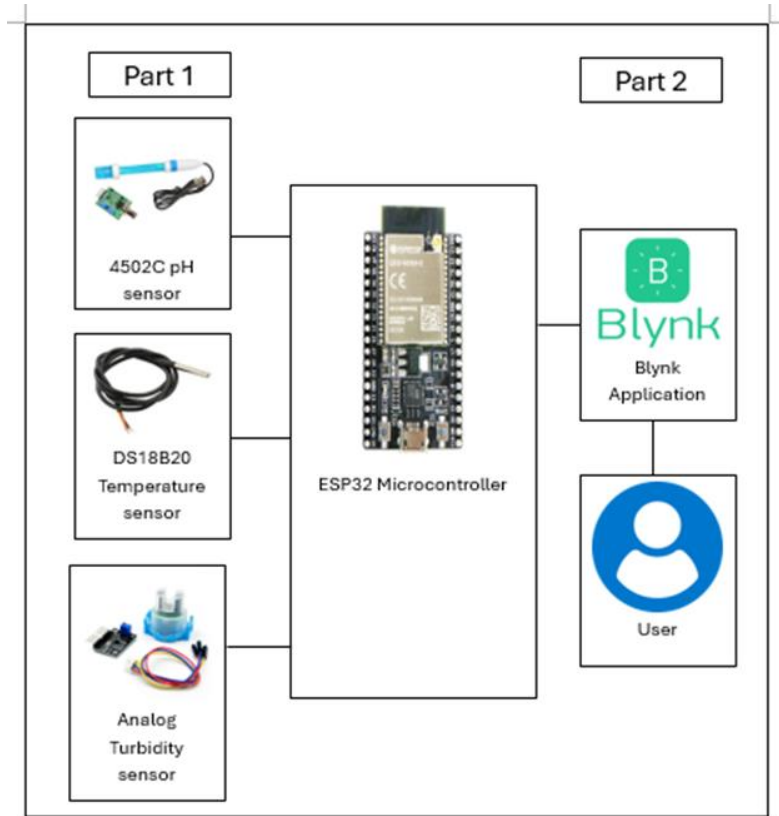 Part 1
Part 2
4502C pH
sensor
DS18B20
Temperature
sensor
Analog
Turbidity
sensor
CE
ESP32 Microcontroller
B
Blynk
Blynk
Application
User